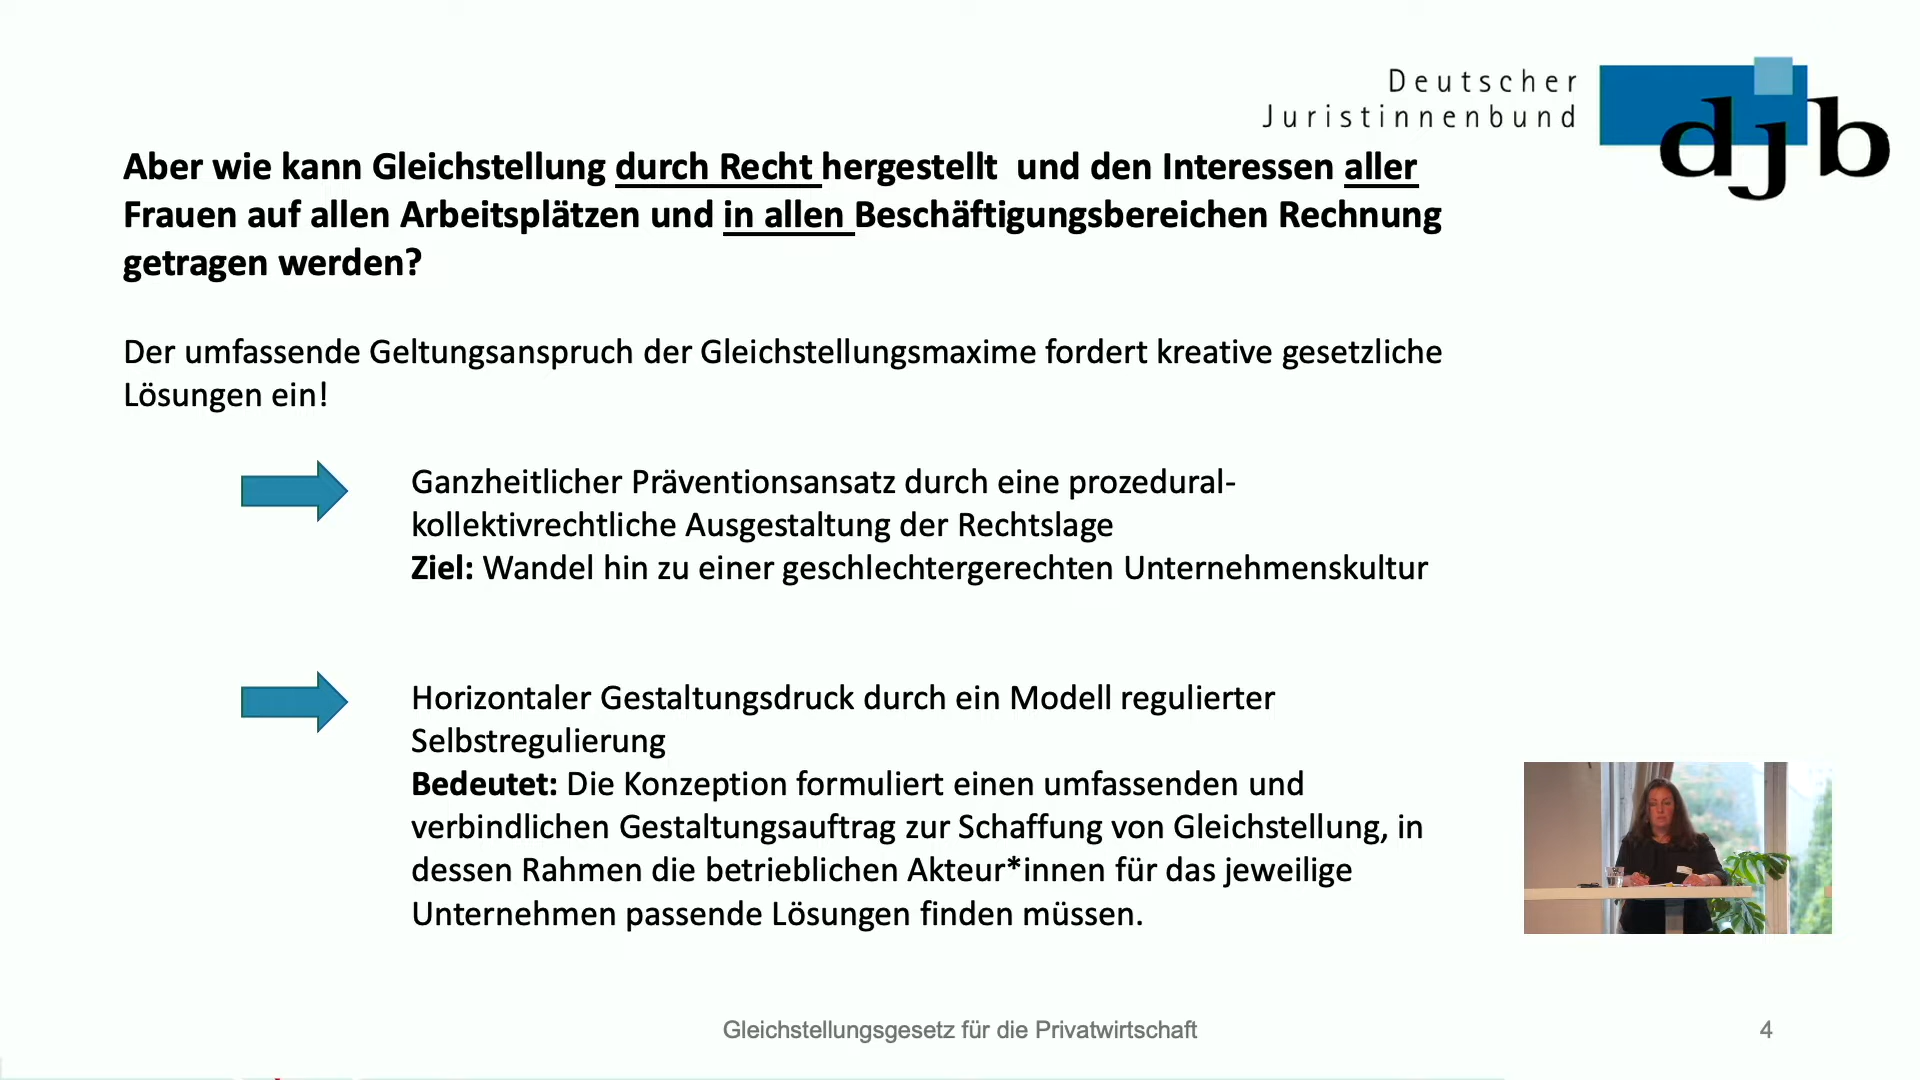 Deutscher
Juristinnenbund
djb
Aber wie kann Gleichstellung durch Recht hergestellt  und den Interessen aller
Frauen auf allen Arbeitsplätzen und in allen Beschäftigungsbereichen Rechnung
getragen werden?
Der umfassende Geltungsanspruch der Gleichstellungsmaxime fordert kreative gesetzliche
Lösungen ein!
Ganzheitlicher Präventionsansatz durch eine prozedural-
kollektivrechtliche Ausgestaltung der Rechtslage
Ziel: Wandel hin zu einer geschlechtergerechten Unternehmenskultur
Horizontaler Gestaltungsdruck durch ein Modell regulierter
Selbstregulierung
Bedeutet: Die Konzeption formuliert einen umfassenden und
verbindlichen Gestaltungsauftrag zur Schaffung von Gleichstellung, in
dessen Rahmen die betrieblichen Akteur*innen für das jeweilige
Unternehmen passende Lösungen finden müssen.
Gleichstellungsgesetz für die Privatwirtschaft
4